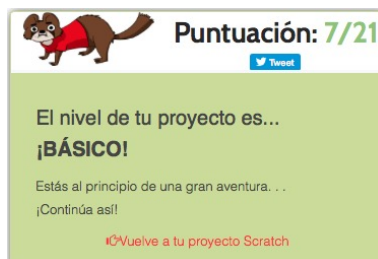 Puntuación: 7/21
Tweet
El nivel de tu proyecto es...
¡BÁSICO!
Estás al principio de una gran aventura. . .
¡Continúa así!
Vuelve a tu proyecto Scratch